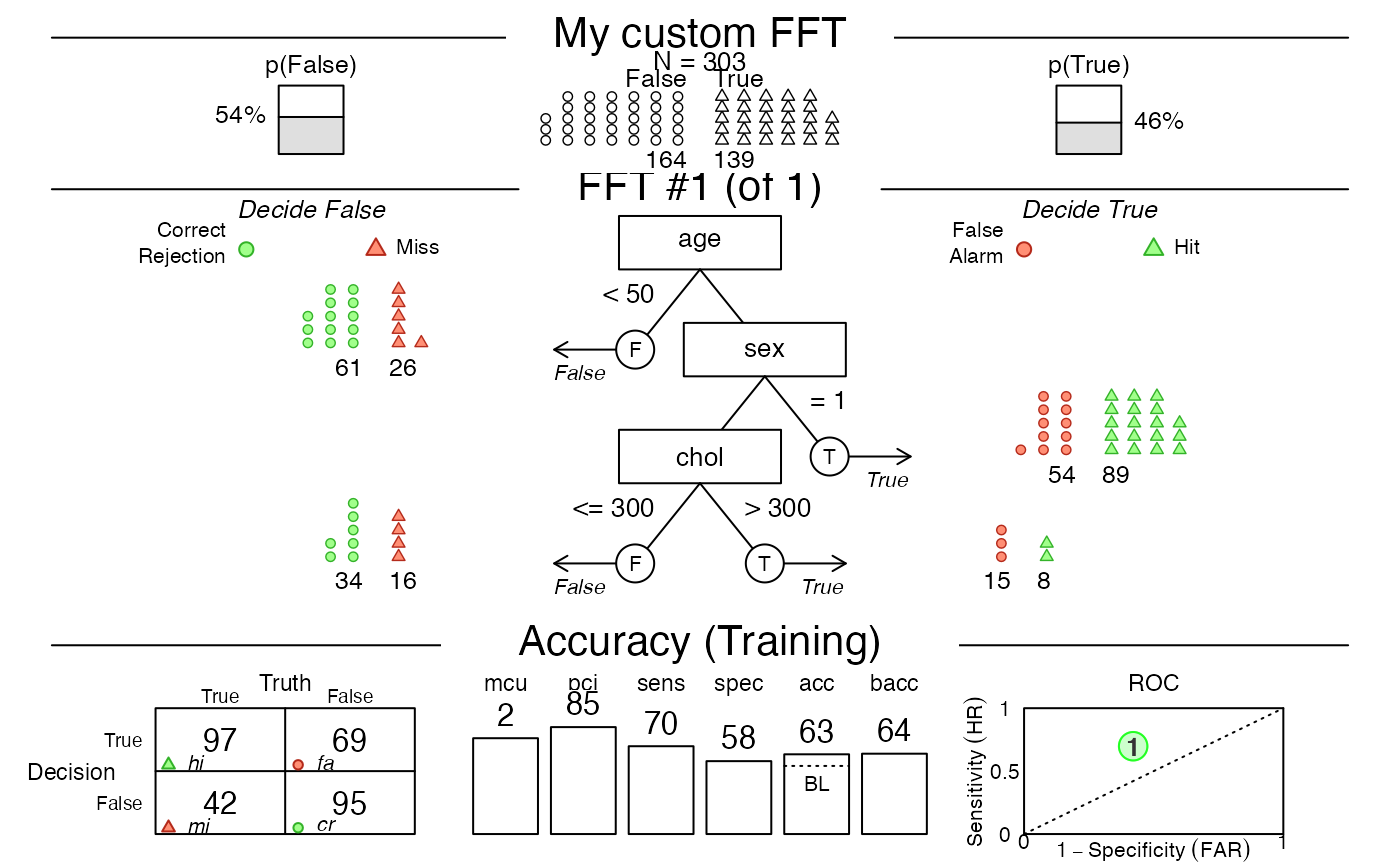 My custom FFT
N = 303
p(False)
False True
p(True)
54%
46%
164 139
FFT #1 (of 1)
Decide False
Decide True
Correct Rejection
Miss
False Alarm
Hit
age
< 50
F
False
61 26
sex
= 1
T
True
54 89
chol
<= 300
> 300
F
False
T
True
34 16
15 8
Accuracy (Training)
Truth
True False
Decision
True
97 hi
69 fa
False
42 mi
95 cr
mcu pci sens spec acc bacc
2 85 70 58 63 64
BL
ROC
Sensitivity (HR)
1
0.5
0
1
0 1
1 – Specificity (FAR)